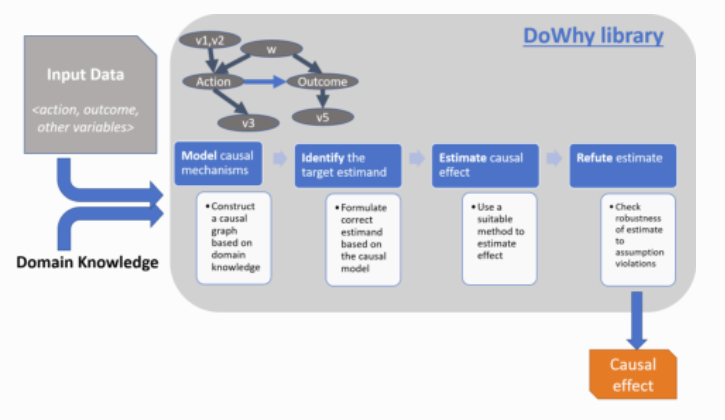 DoWhy library
Input Data
<action, outcome,
other variables>
v1,v2
w
Action
Outcome
v3
v5
Model causal
mechanisms
Identify the
target estimand
Estimate causal
effect
Refute estimate
• Construct
a causal
graph
based on
domain
knowledge
• Formulate
correct
estimand
based on
the causal
model
• Use a
suitable
method to
estimate
effect
• Check
robustness
of estimate
to
assumption
violations
Domain Knowledge
Causal
effect